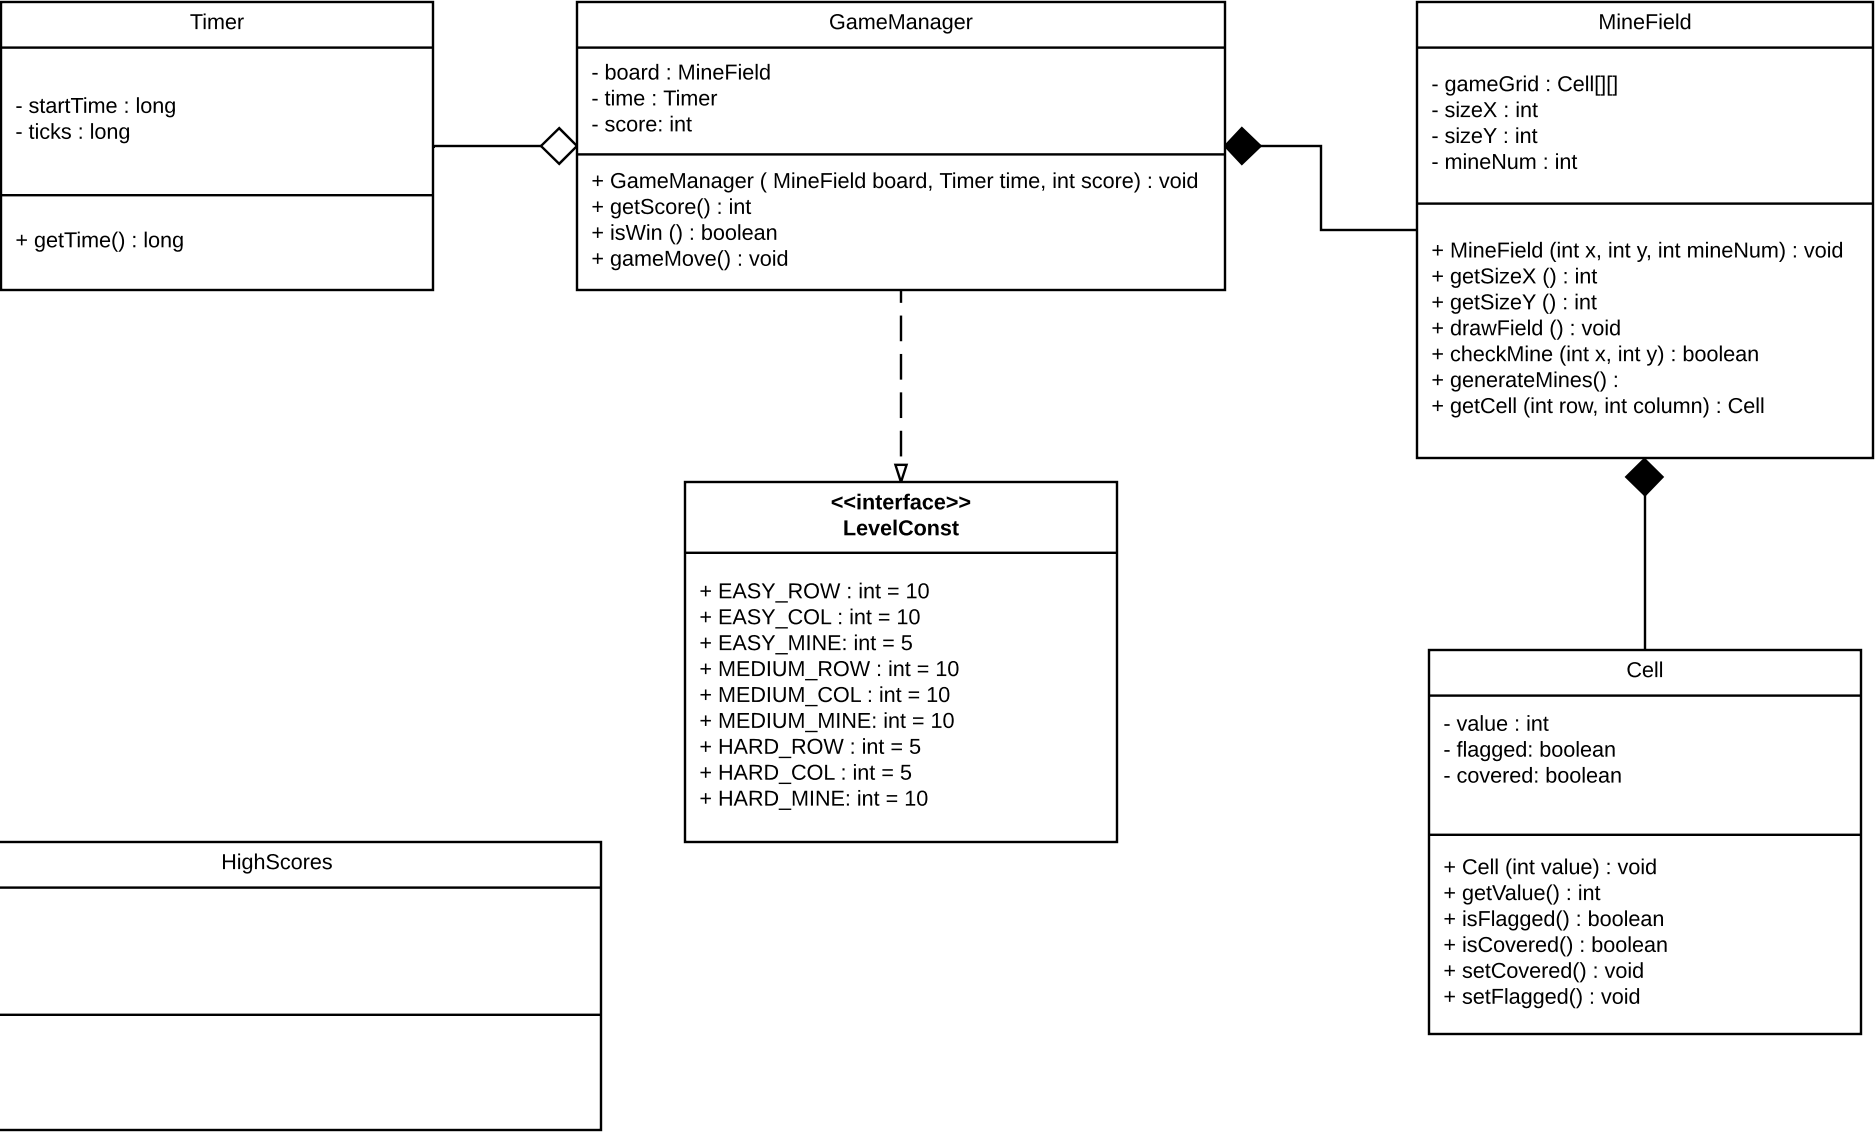 Timer
- startTime : long
- ticks : long
+ getTime() : long
GameManager
- board : MineField
- time : Timer
- score: int
+ GameManager ( MineField board, Timer time, int score) : void
+ getScore() : int
+ isWin () : boolean
+ gameMove() : void
MineField
- gameGrid : Cell[][]
- sizeX : int
- sizeY : int
- mineNum : int
+ MineField (int x, int y, int mineNum) : void
+ getSizeX () : int
+ getSizeY () : int
+ drawField () : void
+ checkMine (int x, int y) : boolean
+ generateMines() :
+ getCell (int row, int column) : Cell
<<interface>>
LevelConst
+ EASY_ROW : int = 10
+ EASY_COL : int = 10
+ EASY_MINE: int = 5
+ MEDIUM_ROW : int = 10
+ MEDIUM_COL : int = 10
+ MEDIUM_MINE: int = 10
+ HARD_ROW : int = 5
+ HARD_COL : int = 5
+ HARD_MINE: int = 10
Cell
- value : int
- flagged: boolean
- covered: boolean
+ Cell (int value) : void
+ getValue() : int
+ isFlagged() : boolean
+ isCovered() : boolean
+ setCovered() : void
+ setFlagged() : void
HighScores